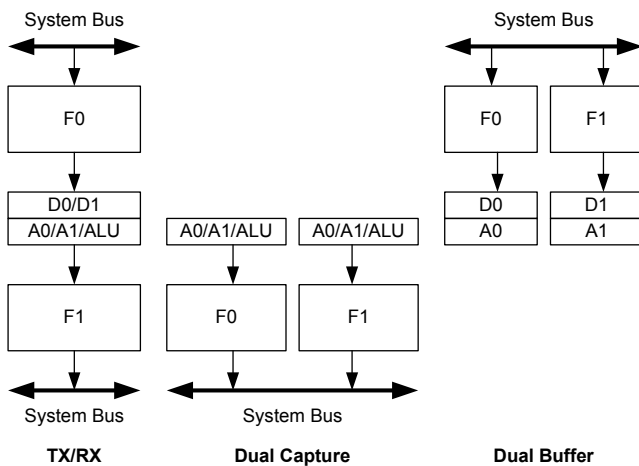 System Bus
System Bus
F0
F0
F1
D0/D1
D0
D1
A0/A1/ALU
A0/A1/ALU
A0/A1/ALU
A0
A1
F1
F0
F1
System Bus
System Bus
TX/RX
Dual Capture
Dual Buffer